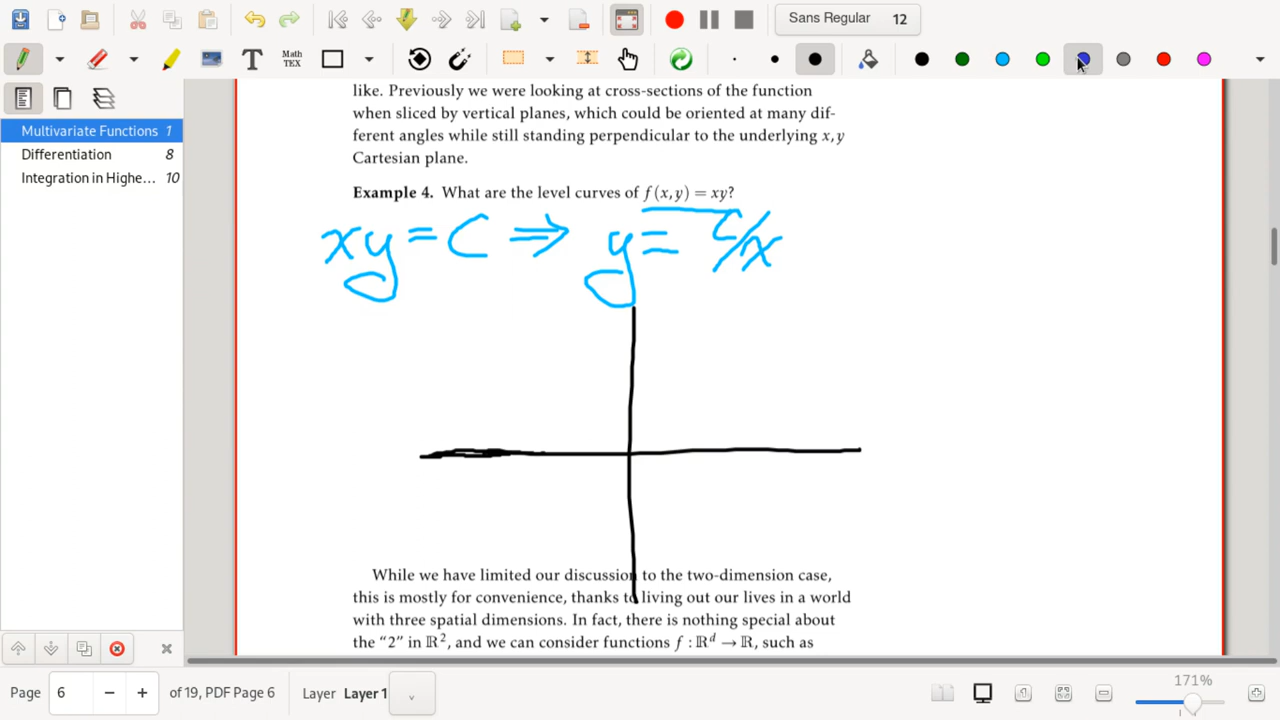 Sans Regular 12
Math
TEX
Multivariate Functions 1
Differentiation 8
Integration in Highe... 10
like. Previously we were looking at cross-sections of the function
when sliced by vertical planes, which could be oriented at many dif-
ferent angles while still standing perpendicular to the underlying x,y
Cartesian plane.
Example 4. What are the level curves of f(x,y) = xy?
xy = C ⇒ y = C/x
While we have limited our discussion to the two-dimension case,
this is mostly for convenience, thanks to living out our lives in a world
with three spatial dimensions. In fact, there is nothing special about
the “2” in ℝ², and we can consider functions f : ℝᵈ → ℝ, such as
Page 6 of 19, PDF Page 6 Layer Layer 1 171%